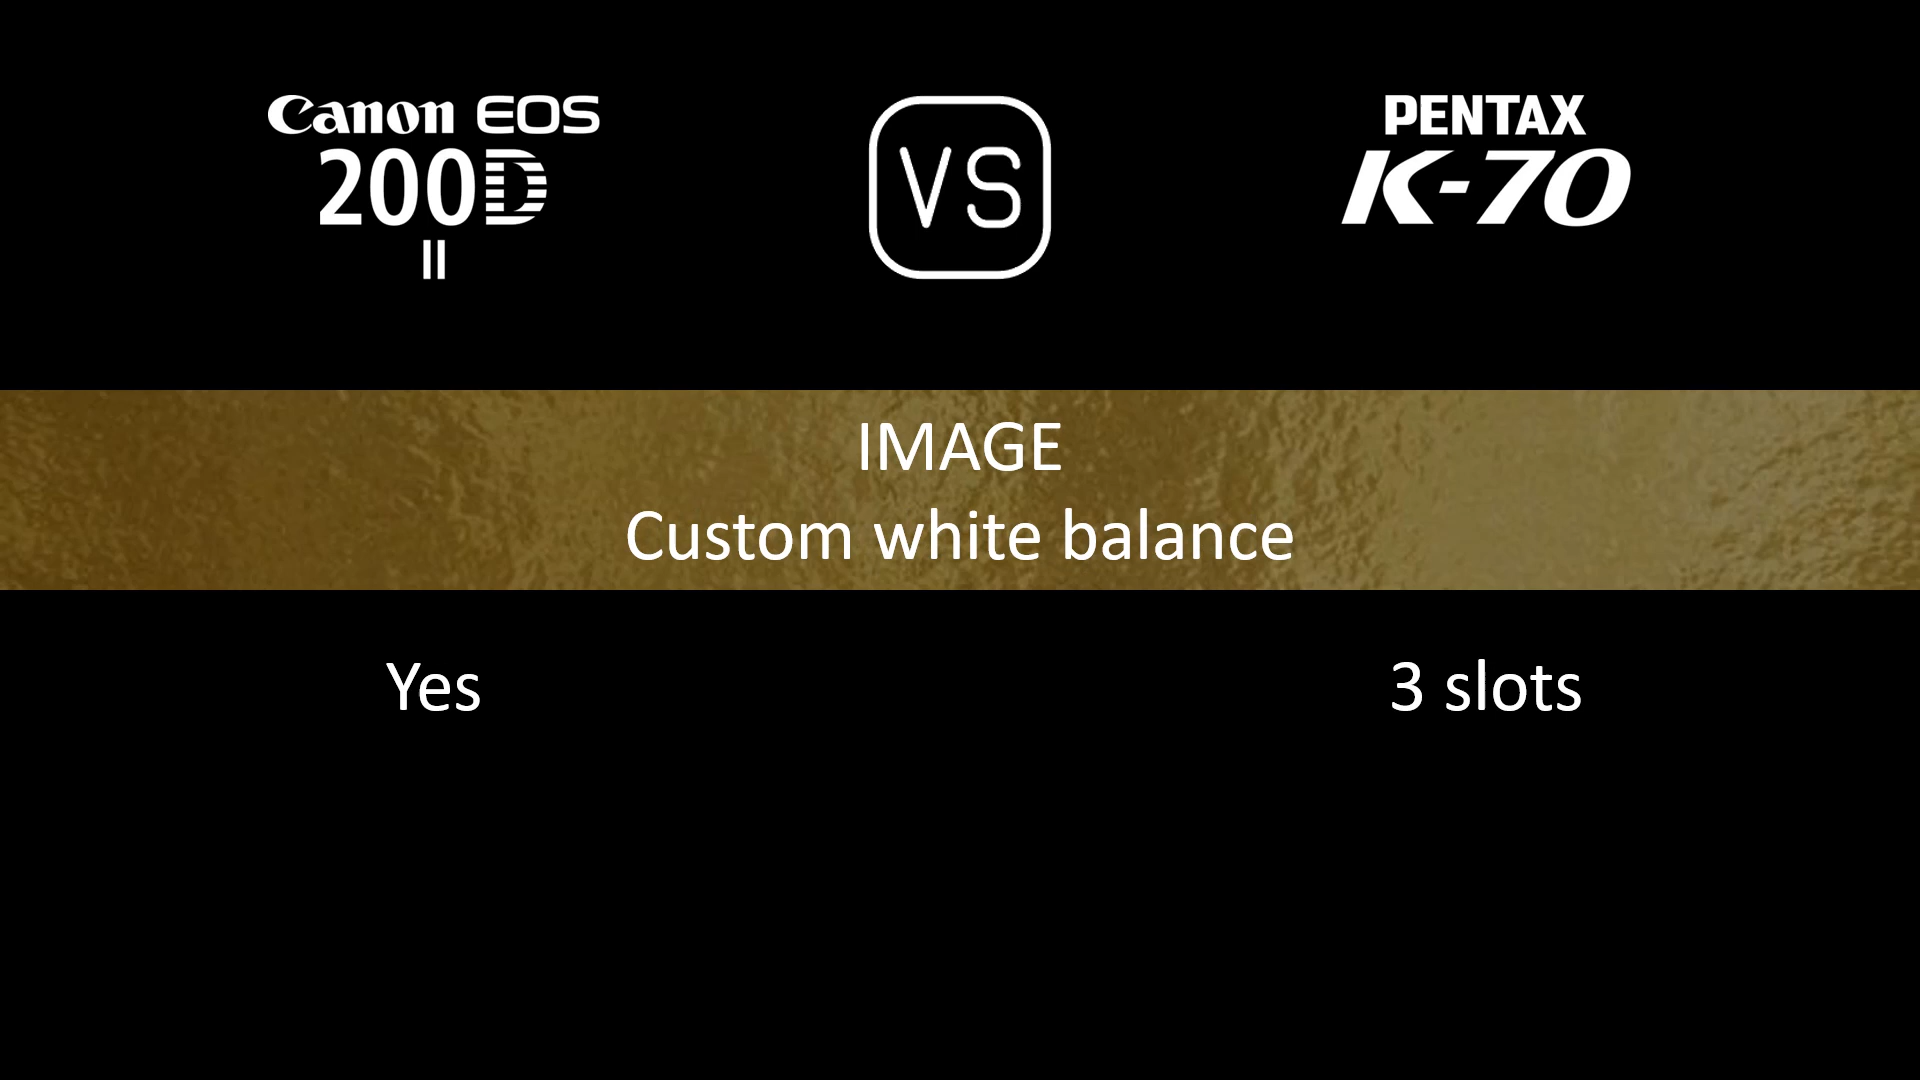 Canon EOS
200D
II
VS
PENTAX
K-70
IMAGE
Custom white balance
Yes
3 slots